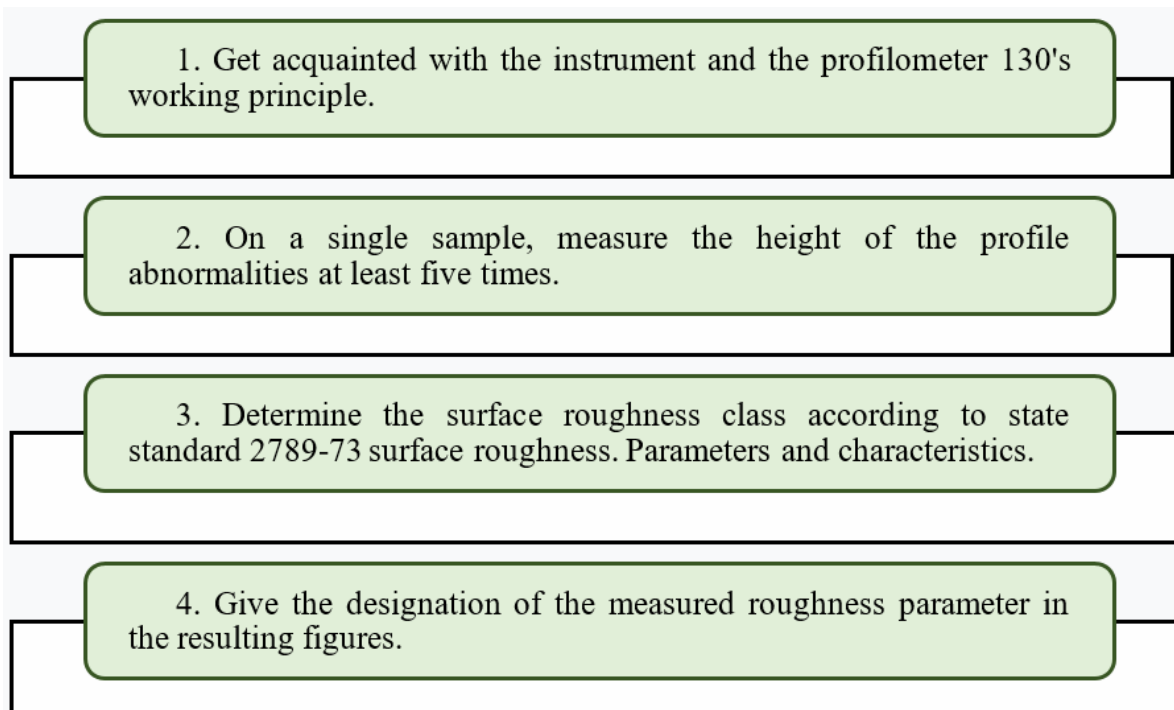 1. Get acquainted with the instrument and the profilometer 130's
working principle.
2. On a single sample, measure the height of the profile
abnormalities at least five times.
3. Determine the surface roughness class according to state
standard 2789-73 surface roughness. Parameters and characteristics.
4. Give the designation of the measured roughness parameter in
the resulting figures.